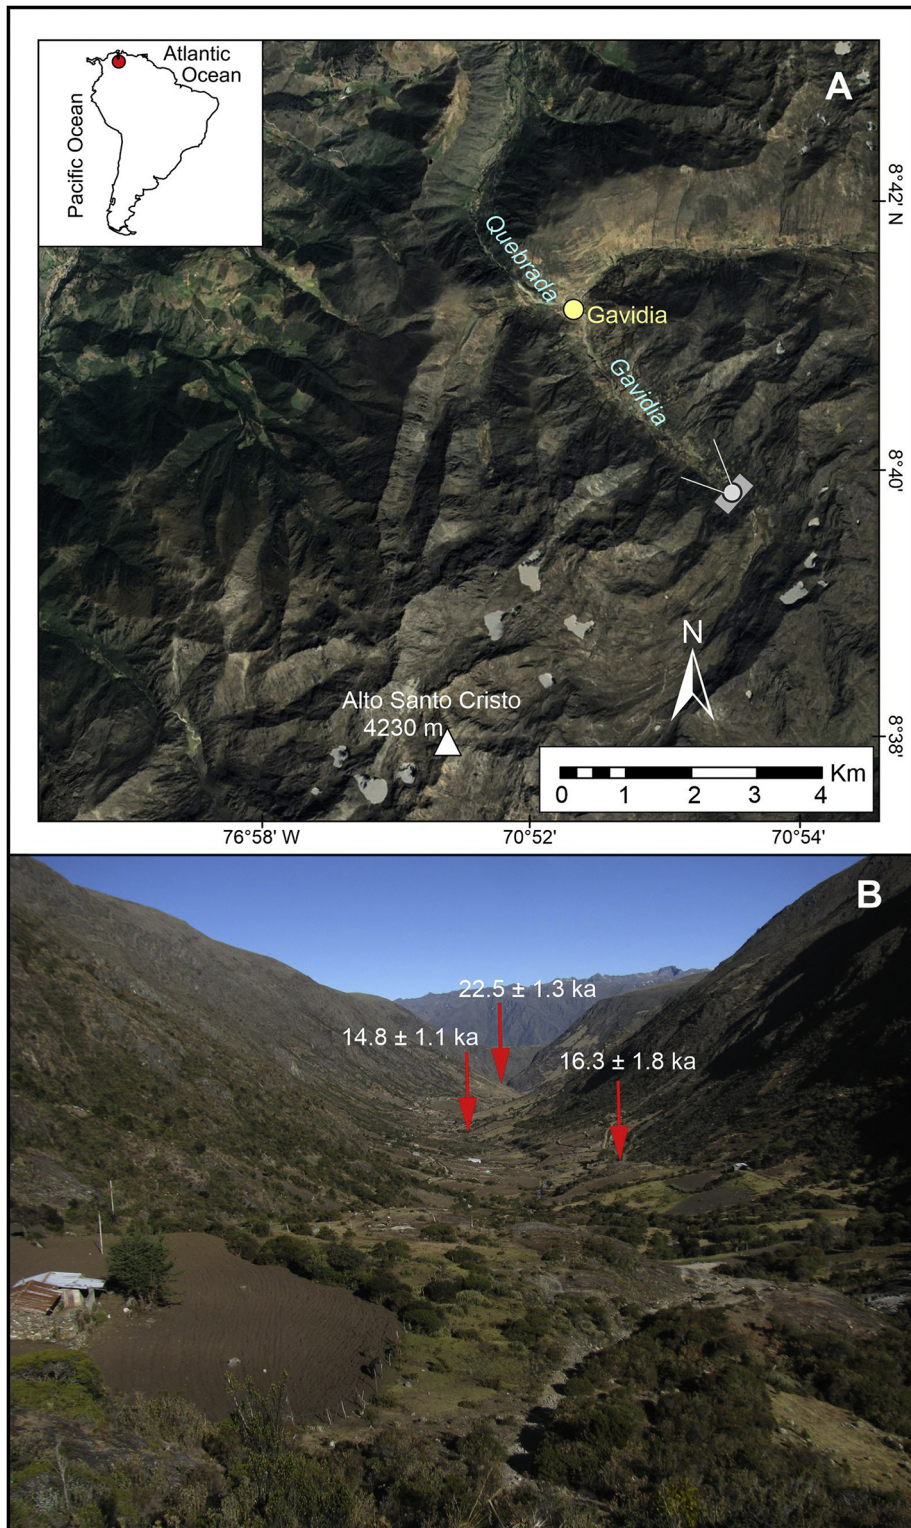 Atlantic
Ocean
Pacific Ocean
A
8°42' N
Quebrada
Gavidia
Gavidia
8°40'
N
Alto Santo Cristo
4230 m
8°38'
Km
0 1 2 3 4
76°58' W 70°52' 70°54'
B
22.5 ± 1.3 ka
14.8 ± 1.1 ka
16.3 ± 1.8 ka